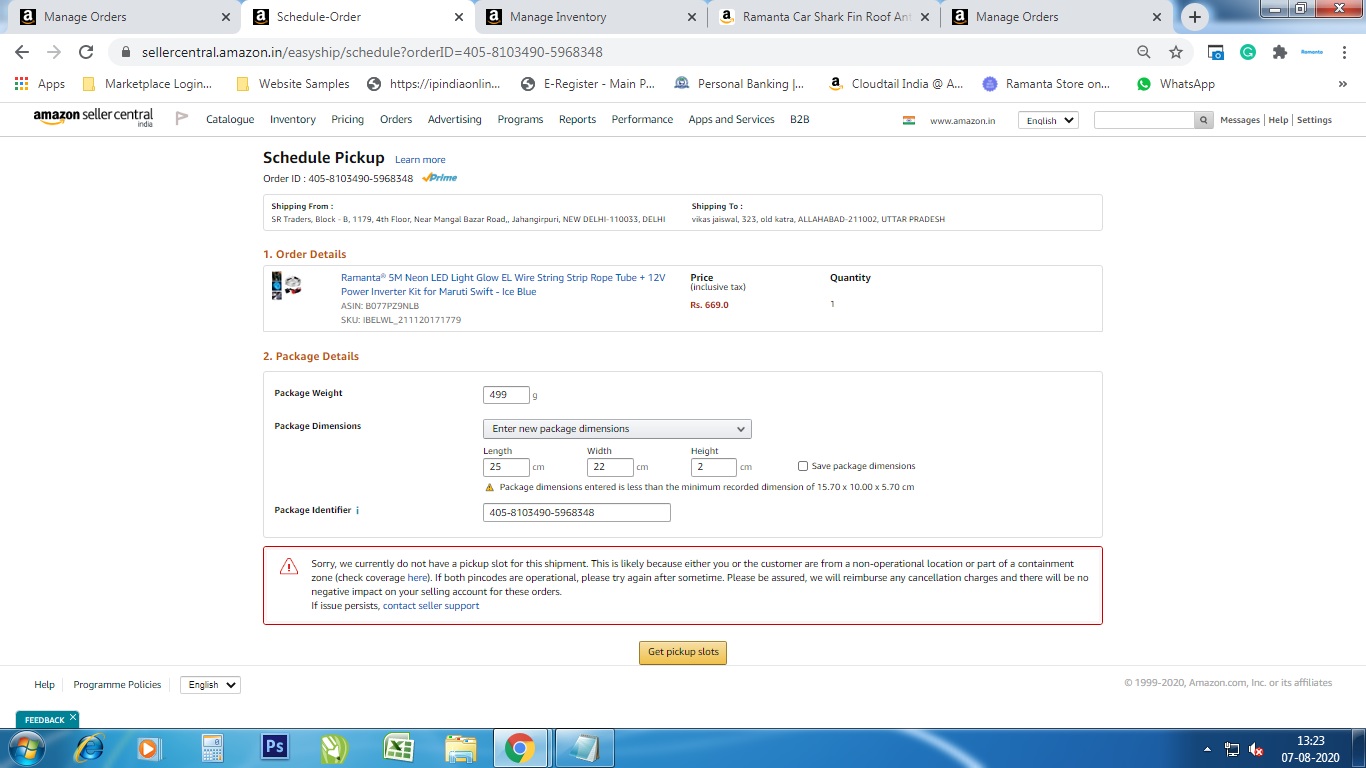 Manage Orders
Schedule-Order
Manage Inventory
Ramanta Car Shark Fin Roof Ant
Manage Orders
sellercentral.amazon.in/easyship/schedule?orderID=405-8103490-5968348
Ramanta
Apps
Marketplace Login...
Website Samples
https://ipindiaonlin...
E-Register - Main P...
Personal Banking |...
Cloudtail India @ A...
Ramanta Store on...
WhatsApp
»
amazon seller central
india
Catalogue Inventory Pricing Orders Advertising Programs Reports Performance Apps and Services B2B
www.amazon.in
English
Messages | Help | Settings
Schedule Pickup Learn more
Order ID : 405-8103490-5968348 Prime
Shipping From :
SR Traders, Block - B, 1179, 4th Floor, Near Mangal Bazar Road,, Jahangirpuri, NEW DELHI-110033, DELHI
Shipping To :
vikas jaiswal, 323, old katra, ALLAHABAD-211002, UTTAR PRADESH
1. Order Details
Ramanta® 5M Neon LED Light Glow EL Wire String Strip Rope Tube + 12V
Power Inverter Kit for Maruti Swift - Ice Blue
ASIN: B077PZ9NLB
SKU: IBELWL_211120171779
Price
(inclusive tax)
Rs. 669.0
Quantity
1
2. Package Details
Package Weight
499 g
Package Dimensions
Enter new package dimensions
Length Width Height
25 cm 22 cm 2 cm
Save package dimensions
Package dimensions entered is less than the minimum recorded dimension of 15.70 x 10.00 x 5.70 cm
Package Identifier i
405-8103490-5968348
Sorry, we currently do not have a pickup slot for this shipment. This is likely because either you or the customer are from a non-operational location or part of a containment
zone (check coverage here). If both pincodes are operational, please try again after sometime. Please be assured, we will reimburse any cancellation charges and there will be no
negative impact on your selling account for these orders.
If issue persists, contact seller support
Get pickup slots
Help
Programme Policies
English
© 1999-2020, Amazon.com, Inc. or its affiliates
FEEDBACK
Ps
13:23
07-08-2020